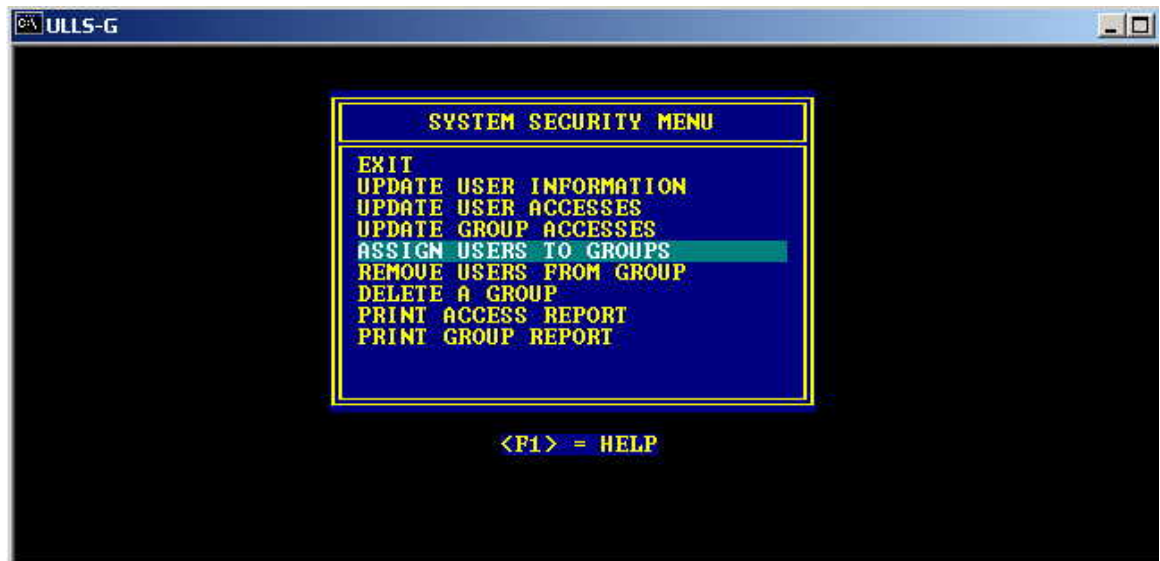 ULLS-G
SYSTEM SECURITY MENU
EXIT
UPDATE USER INFORMATION
UPDATE USER ACCESSES
UPDATE GROUP ACCESSES
ASSIGN USERS TO GROUPS
REMOVE USERS FROM GROUP
DELETE A GROUP
PRINT ACCESS REPORT
PRINT GROUP REPORT
<F1> = HELP